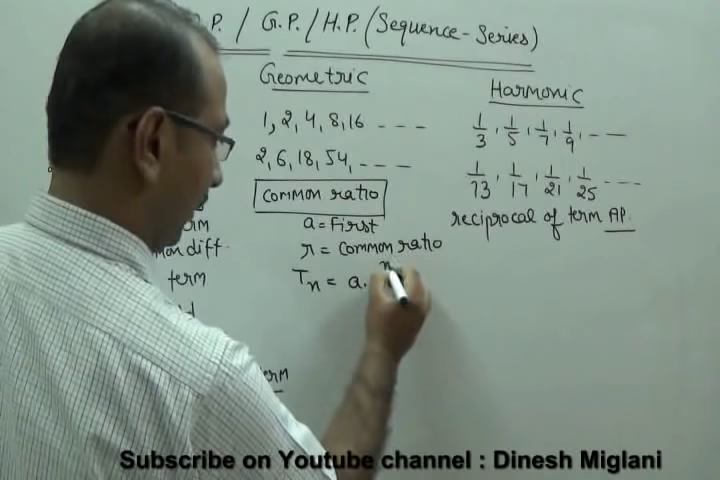 P. / G.P. / H.P. (Sequence-Series)
Geometric
1, 2, 4, 8, 16 - - - -
2, 6, 18, 54, - - - -
Common ratio
a = First
r = Common ratio
Tn = a.
Harmonic
1/3, 1/5, 1/7, 1/9, - - -
1/13, 1/17, 1/21, 1/25 - - - -
reciprocal of term AP.
diff.
term
Subscribe on Youtube channel : Dinesh Miglani